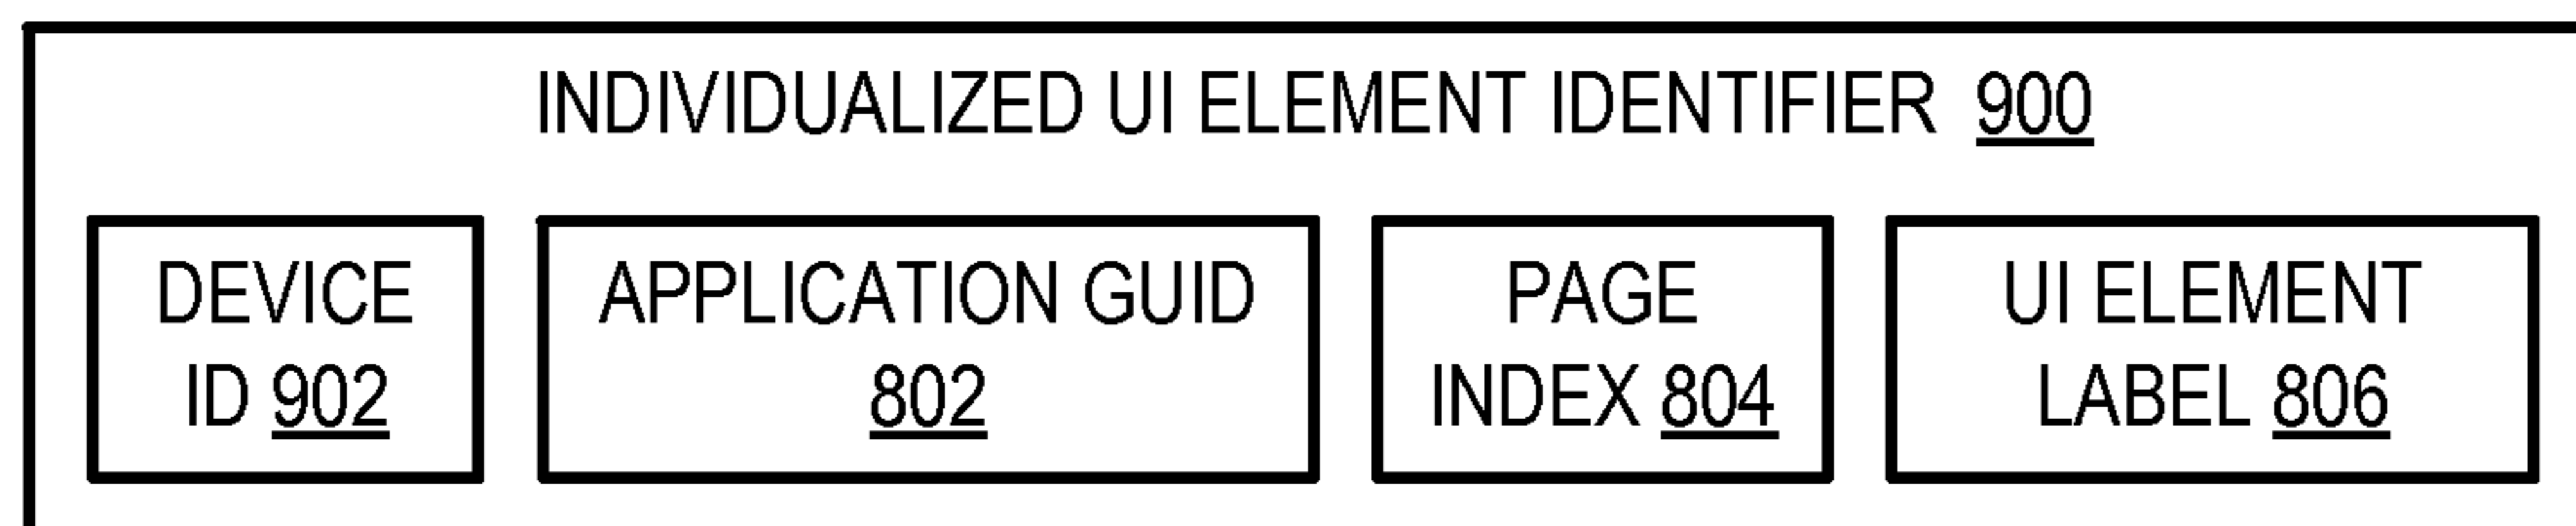 INDIVIDUALIZED UI ELEMENT IDENTIFIER 900
DEVICE
ID 902
APPLICATION GUID
802
PAGE
INDEX 804
UI ELEMENT
LABEL 806